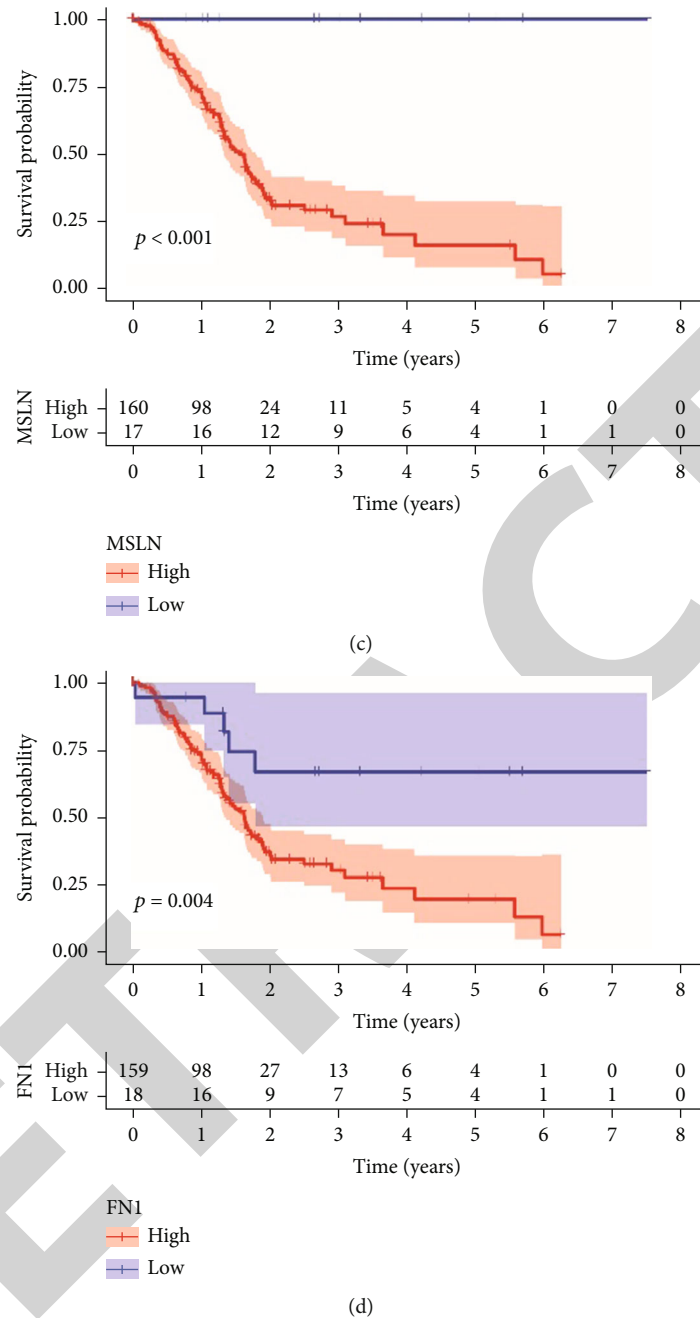 1.00
0.75
0.50
0.25
0.00
Survival probability
p < 0.001
0 1 2 3 4 5 6 7 8
Time (years)
MSLN
High 160 98 24 11 5 4 1 0 0
Low 17 16 12 9 6 4 1 1 0
0 1 2 3 4 5 6 7 8
Time (years)
MSLN
High
Low
(c)
1.00
0.75
0.50
0.25
0.00
Survival probability
p = 0.004
0 1 2 3 4 5 6 7 8
Time (years)
FN1
High 159 98 27 13 6 4 1 0 0
Low 18 16 9 7 5 4 1 1 0
0 1 2 3 4 5 6 7 8
Time (years)
FN1
High
Low
(d)